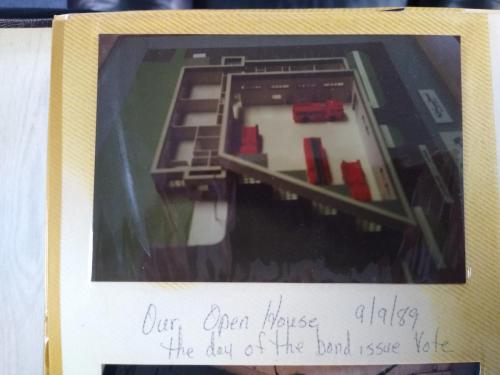 Our Open House 9/9/89
the day of the bond issue Vote